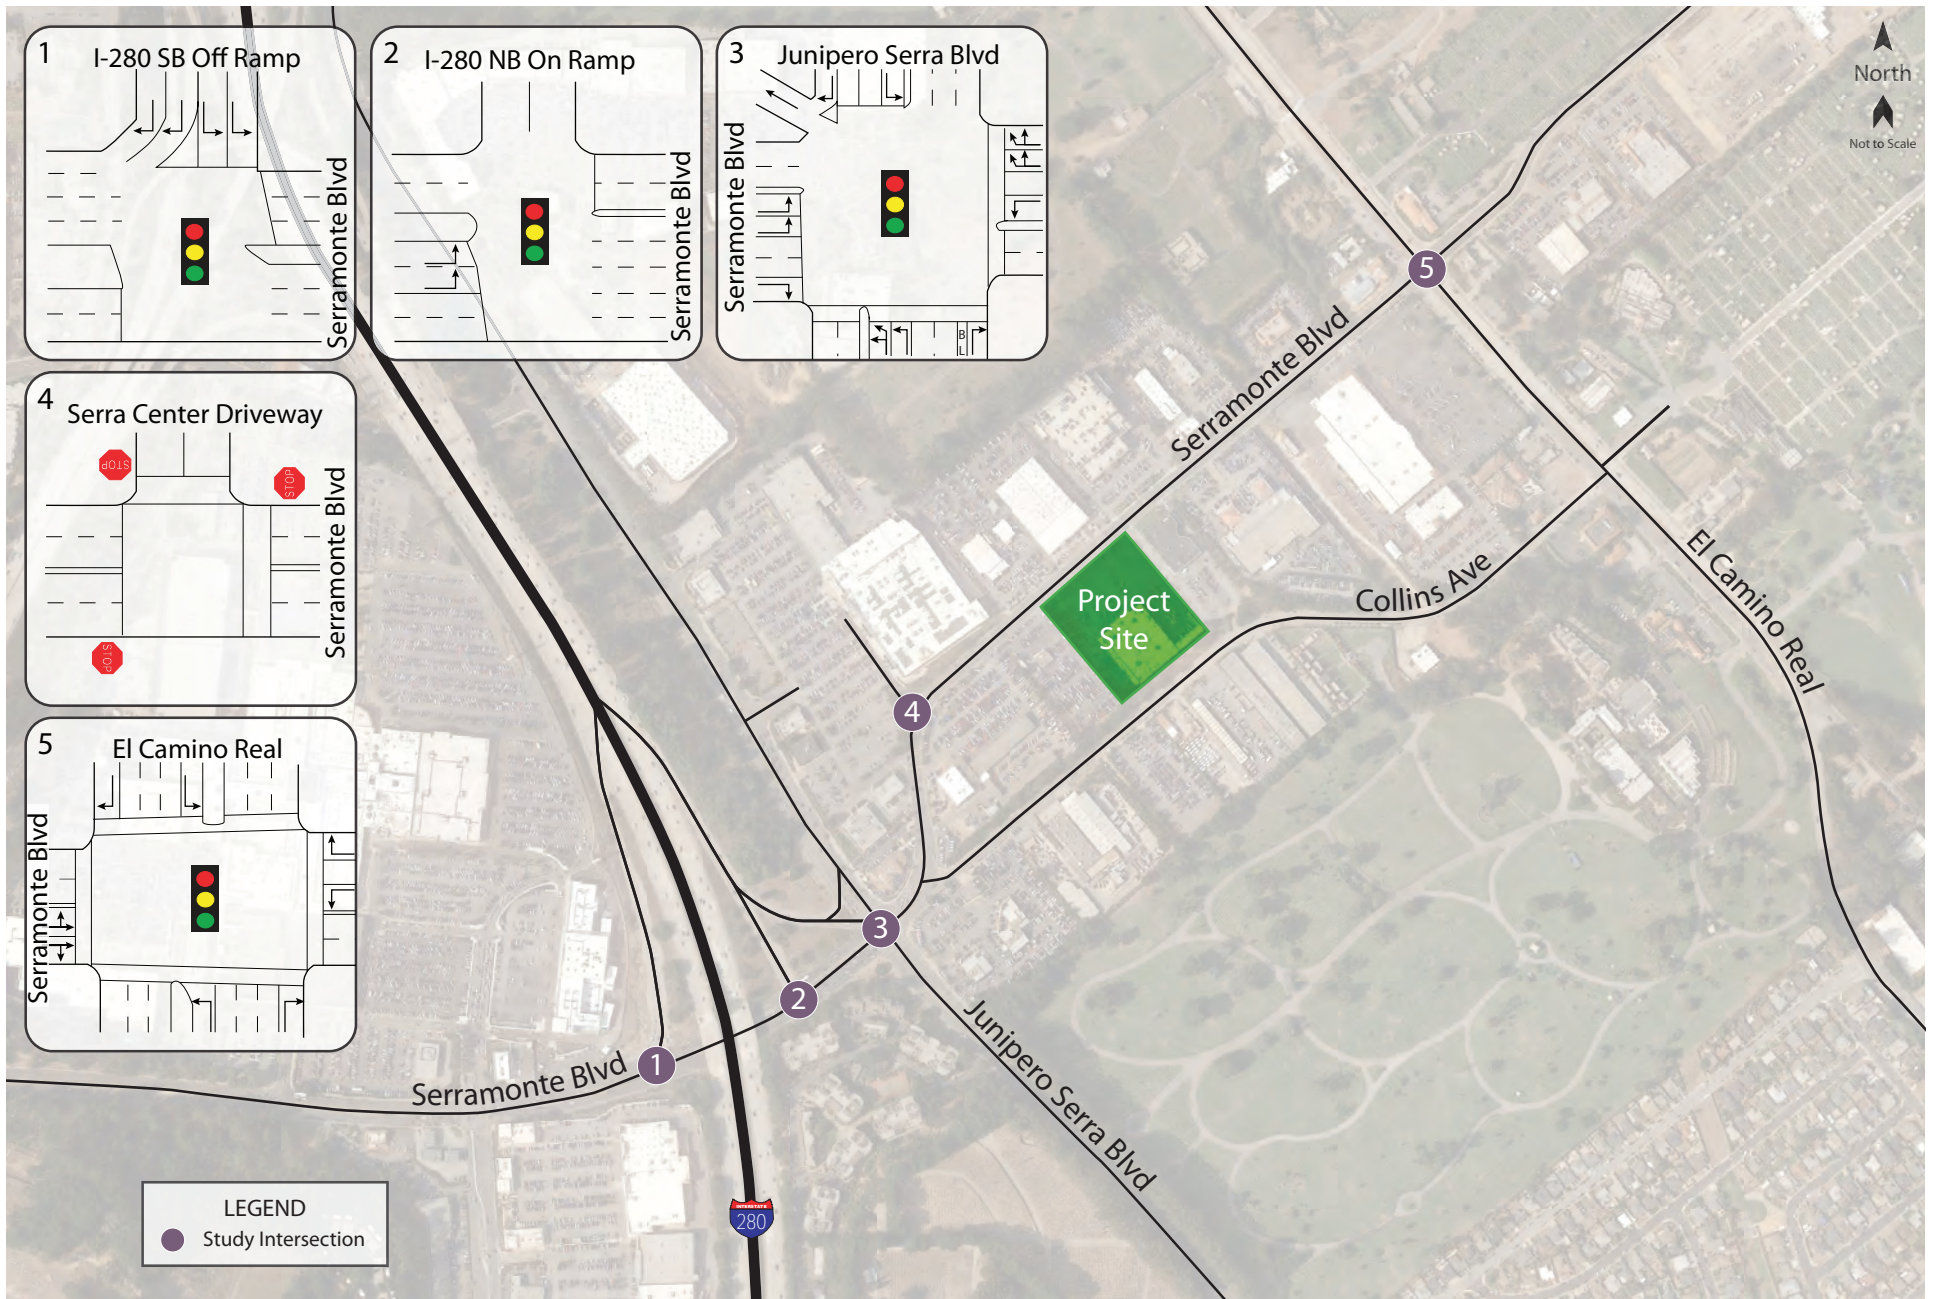 1
I-280 SB Off Ramp
Serramonte Blvd
2
I-280 NB On Ramp
Serramonte Blvd
3
Junipero Serra Blvd
Serramonte Blvd
B
L
4
Serra Center Driveway
STOP
STOP
STOP
Serramonte Blvd
5
El Camino Real
Serramonte Blvd
North
Not to Scale
5
Serramonte Blvd
Project
Site
Collins Ave
El Camino Real
4
3
2
1
Serramonte Blvd
Junipero Serra Blvd
INTERSTATE
280
LEGEND
Study Intersection